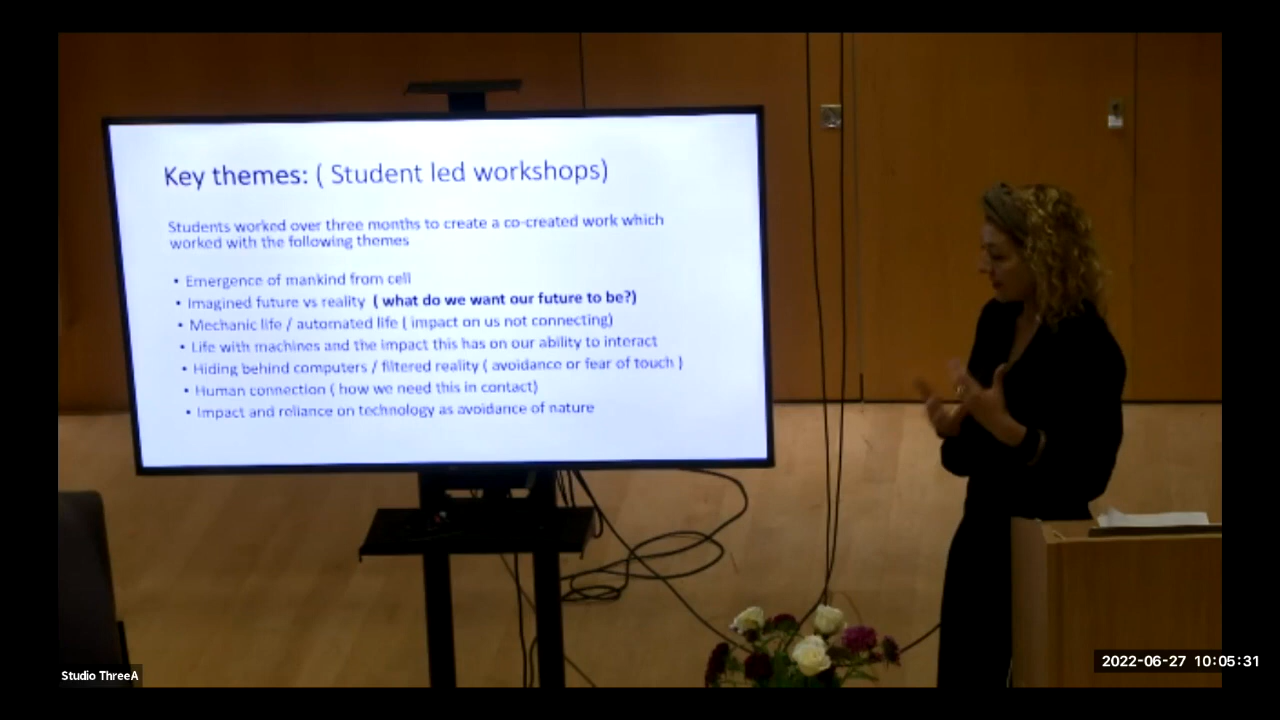 Key themes: ( Student led workshops)
Students worked over three months to create a co-created work which
worked with the following themes
• Emergence of mankind from cell
• Imagined future vs reality ( what do we want our future to be?)
• Mechanic life / automated life ( impact on us not connecting)
• Life with machines and the impact this has on our ability to interact
• Hiding behind computers / filtered reality ( avoidance or fear of touch )
• Human connection ( how we need this in contact)
• Impact and reliance on technology as avoidance of nature
Studio ThreeA
2022-06-27 10:05:31